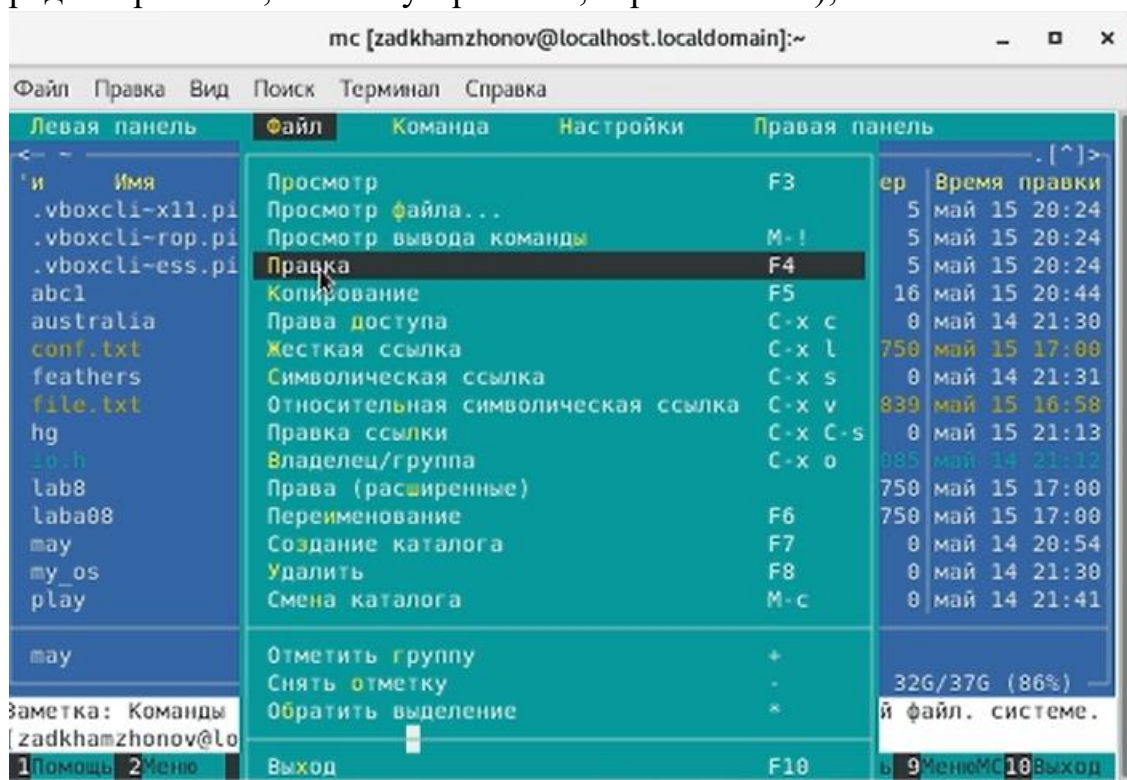 mc [zadkhamzhonov@localhost.localdomain]:~
Файл Правка Вид Поиск Терминал Справка
Левая панель Файл Команда Настройки Правая панель
<- ~ .[^]>
'и Имя
.vboxcli~x11.pi
.vboxcli~rop.pi
.vboxcli~ess.pi
abc1
australia
conf.txt
feathers
file.txt
hg
io.h
lab8
laba08
may
my_os
play
may
Просмотр F3
Просмотр файла...
Просмотр вывода команды M-!
Правка F4
Копирование F5
Права доступа C-x c
Жесткая ссылка C-x l
Символическая ссылка C-x s
Относительная символическая ссылка C-x v
Правка ссылки C-x C-s
Владелец/группа C-x o
Права (расширенные)
Переименование F6
Создание каталога F7
Удалить F8
Смена каталога M-c
Отметить группу +
Снять отметку -
Обратить выделение *
Выход F10
ер Время правки
5 май 15 20:24
5 май 15 20:24
5 май 15 20:24
16 май 15 20:44
0 май 14 21:30
750 май 15 17:00
0 май 14 21:31
839 май 15 16:58
0 май 15 21:13
085 май 14 21:12
750 май 15 17:00
750 май 15 17:00
0 май 14 20:54
0 май 14 21:30
0 май 14 21:41
32G/37G (86%)
Заметка: Команды й файл. системе.
[zadkhamzhonov@lo
1Помощь 2Меню ь 9МенюМС 10Выход